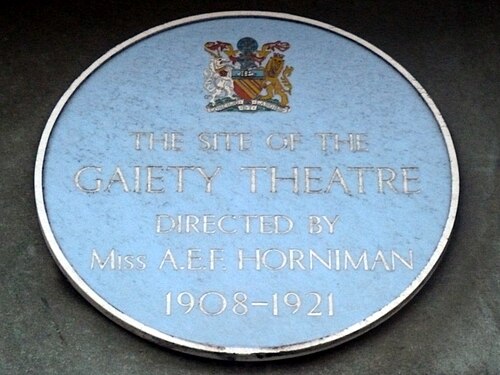 THE SITE OF THE
GAIETY THEATRE
DIRECTED BY
MISS A.E.F. HORNIMAN
1908-1921